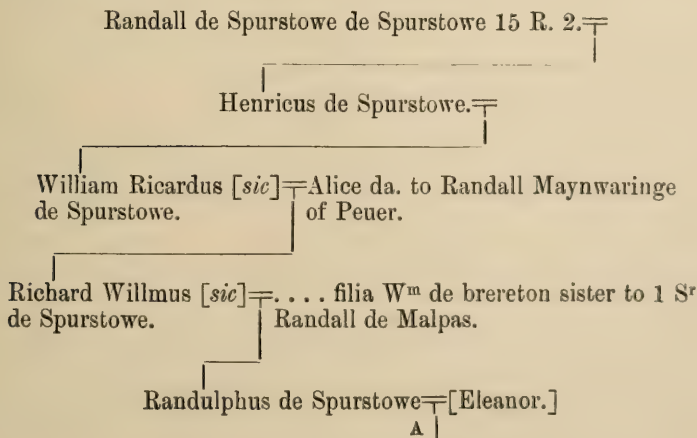 Randall de Spurstowe de Spurstowe 15 R. 2.
Henricus de Spurstowe.
William Ricardus [sic]=Alice da. to Randall Maynwaringe
de Spurstowe. of Peuer.
Richard Willmus [sic]=. . . . filia Wᵐ de brereton sister to 1 Sʳ
de Spurstowe. Randall de Malpas.
Randulphus de Spurstowe=[Eleanor.]
A